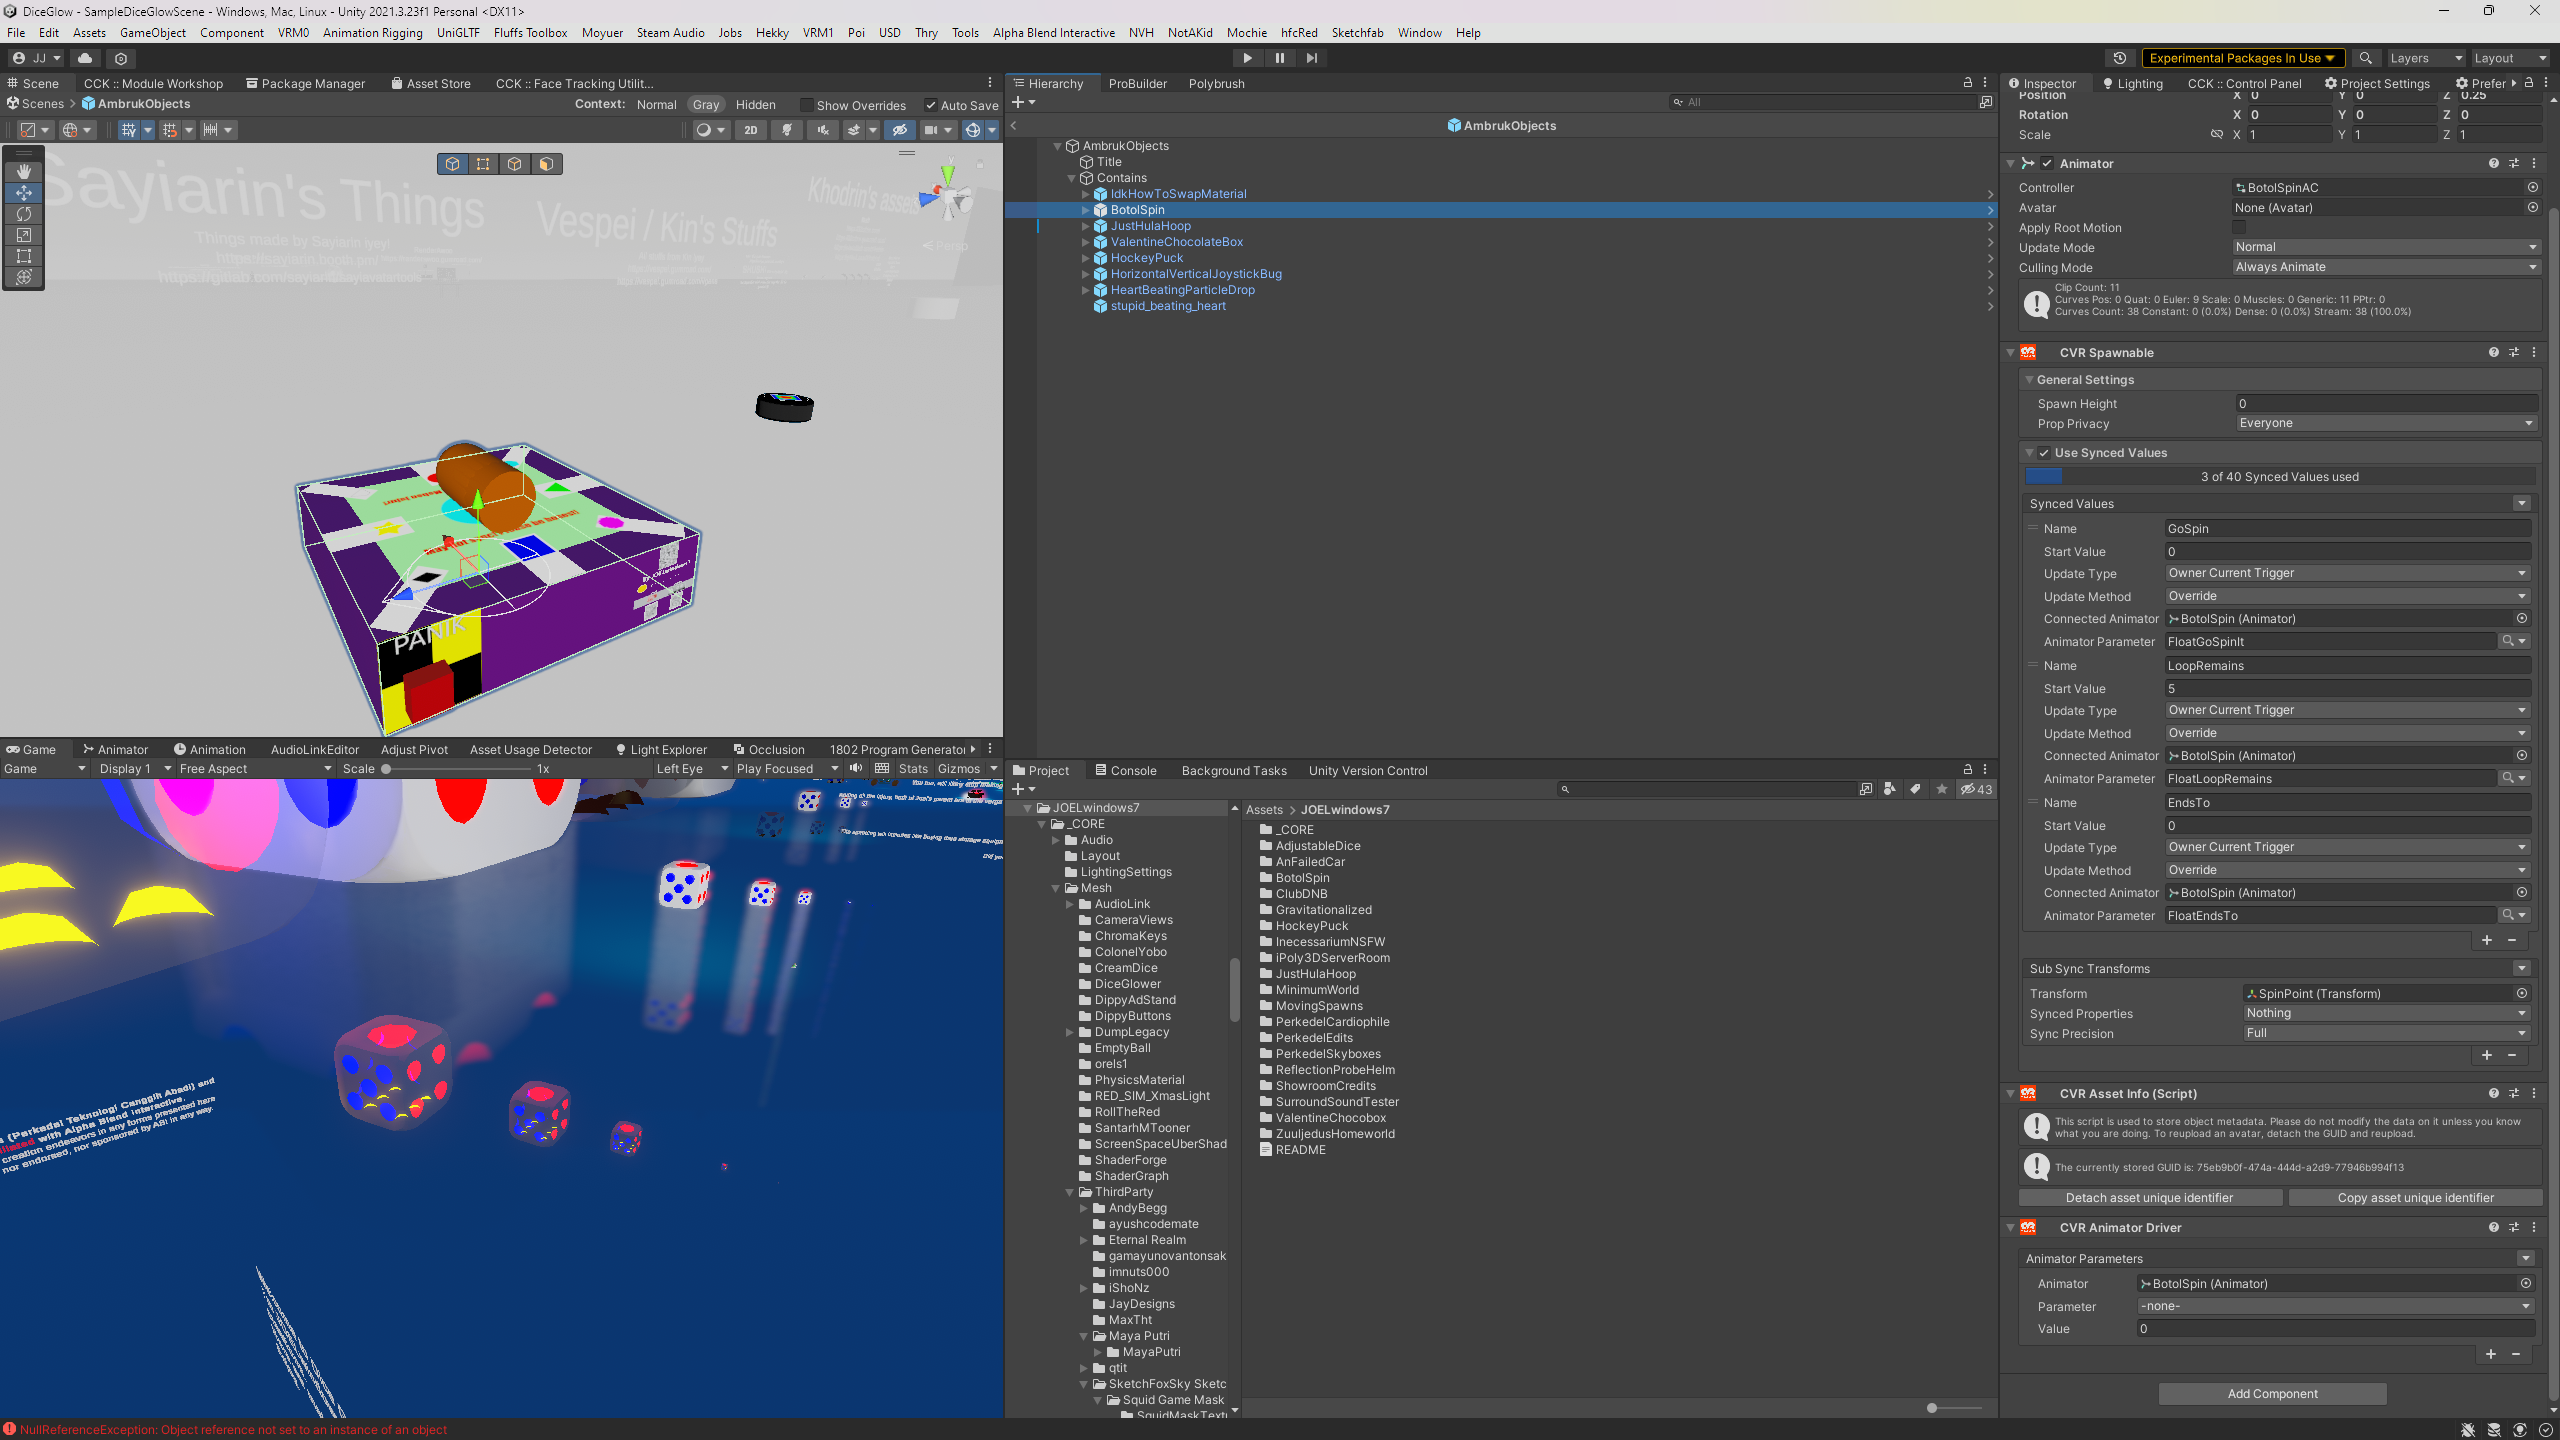 DiceGlow - SampleDiceGlowScene - Windows, Mac, Linux - Unity 2021.3.23f1 Personal <DX11>
File Edit Assets GameObject Component VRM0 Animation Rigging UniGLTF Fluffs Toolbox Moyuer Steam Audio Jobs Hekky VRM1 Poi USD Thry Tools Alpha Blend Interactive NVH NotAKid Mochie hfcRed Sketchfab Window Help
JJ
Experimental Packages In Use
Layers
Layout
Scene CCK :: Module Workshop Package Manager Asset Store CCK :: Face Tracking Utilit...
Scenes AmbrukObjects
Context: Normal Gray Hidden Show Overrides Auto Save
2D
Sayiarin's Things
Vespei / Kin's Stuffs
Khodrin's assets
Things made by Sayiarin iyeyi
Persp
PANIK
Hierarchy ProBuilder Polybrush
All
AmbrukObjects
AmbrukObjects
Title
Contains
IdkHowToSwapMaterial
BotolSpin
JustHulaHoop
ValentineChocolateBox
HockeyPuck
HorizontalVerticalJoystickBug
HeartBeatingParticleDrop
stupid_beating_heart
Game Animator Animation AudioLinkEditor Adjust Pivot Asset Usage Detector Light Explorer Occlusion 1802 Program Generator
Game Display 1 Free Aspect Scale 1x Left Eye Play Focused Stats Gizmos
(Perkedel Teknologi Canggih Abadi) and
with Alpha Blend Interactive.
creation endeavors in any forms presented here
nor endorsed, nor sponsored by ABI in any way.
Project Console Background Tasks Unity Version Control
43
JOELwindows7
_CORE
Audio
Layout
LightingSettings
Mesh
AudioLink
CameraViews
ChromaKeys
ColonelYobo
CreamDice
DiceGlower
DippyAdStand
DippyButtons
DumpLegacy
EmptyBall
orels1
PhysicsMaterial
RED_SIM_XmasLight
RollTheRed
SantarhMTooner
ScreenSpaceUberShad
ShaderForge
ShaderGraph
ThirdParty
AndyBegg
ayushcodemate
Eternal Realm
gamayunovantonsak
imnuts000
iShoNz
JayDesigns
MaxTht
Maya Putri
MayaPutri
qtit
SketchFoxSky Sketc
Squid Game Mask
SquidMaskTextu
Assets JOELwindows7
_CORE
AdjustableDice
AnFailedCar
BotolSpin
ClubDNB
Gravitationalized
HockeyPuck
InecessariumNSFW
iPoly3DServerRoom
JustHulaHoop
MinimumWorld
MovingSpawns
PerkedelCardiophile
PerkedelEdits
PerkedelSkyboxes
ReflectionProbeHelm
ShowroomCredits
SurroundSoundTester
ValentineChocobox
ZuuljedusHomeworld
README
Inspector Lighting CCK :: Control Panel Project Settings Prefer
Position X 0 Y 0 Z 0.25
Rotation X 0 Y 0 Z 0
Scale X 1 Y 1 Z 1
Animator
Controller BotolSpinAC
Avatar None (Avatar)
Apply Root Motion
Update Mode Normal
Culling Mode Always Animate
Clip Count: 11
Curves Pos: 0 Quat: 0 Euler: 9 Scale: 0 Muscles: 0 Generic: 11 PPtr: 0
Curves Count: 38 Constant: 0 (0.0%) Dense: 0 (0.0%) Stream: 38 (100.0%)
CVR Spawnable
General Settings
Spawn Height 0
Prop Privacy Everyone
Use Synced Values
3 of 40 Synced Values used
Synced Values
Name GoSpin
Start Value 0
Update Type Owner Current Trigger
Update Method Override
Connected Animator BotolSpin (Animator)
Animator Parameter FloatGoSpinIt
Name LoopRemains
Start Value 5
Update Type Owner Current Trigger
Update Method Override
Connected Animator BotolSpin (Animator)
Animator Parameter FloatLoopRemains
Name EndsTo
Start Value 0
Update Type Owner Current Trigger
Update Method Override
Connected Animator BotolSpin (Animator)
Animator Parameter FloatEndsTo
Sub Sync Transforms
Transform SpinPoint (Transform)
Synced Properties Nothing
Sync Precision Full
CVR Asset Info (Script)
This script is used to store object metadata. Please do not modify the data on it unless you know
what you are doing. To reupload an avatar, detach the GUID and reupload.
The currently stored GUID is: 75eb9b0f-474a-444d-a2d9-77946b994f13
Detach asset unique identifier Copy asset unique identifier
CVR Animator Driver
Animator Parameters
Animator BotolSpin (Animator)
Parameter -none-
Value 0
Add Component
NullReferenceException: Object reference not set to an instance of an object